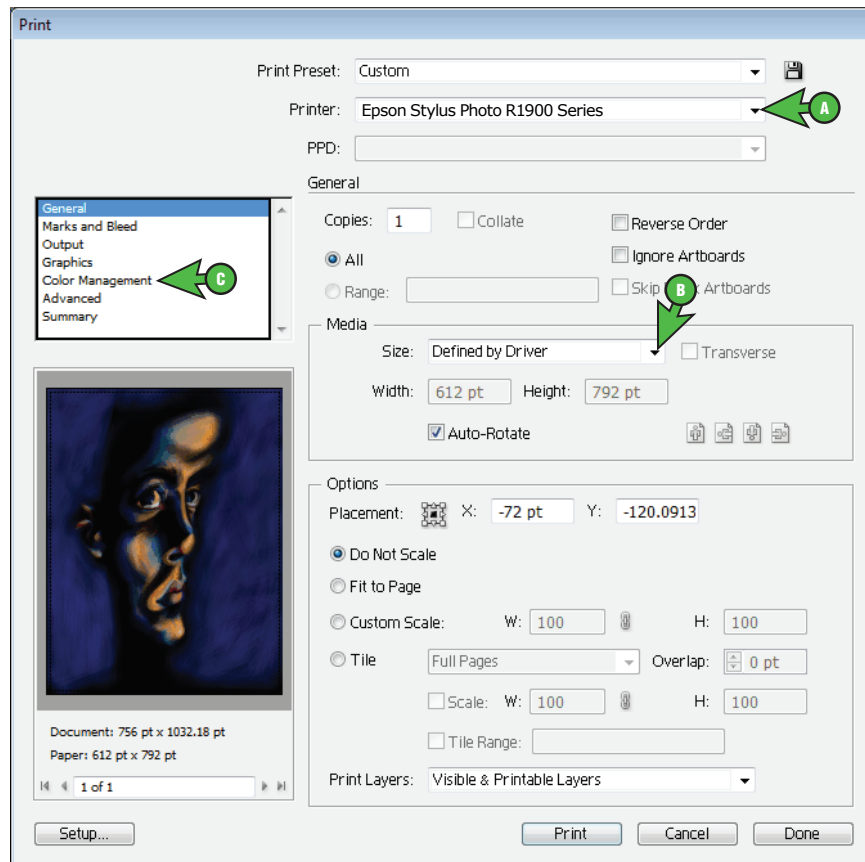 Print
Print Preset: Custom
Printer: Epson Stylus Photo R1900 Series
A
PPD:
General
General
Marks and Bleed
Output
Graphics
Color Management
Advanced
Summary
C
Copies: 1 Collate Reverse Order
All Ignore Artboards
Range: Skip Artboards
B
Media
Size: Defined by Driver Transverse
Width: 612 pt Height: 792 pt
Auto-Rotate
Options
Placement: X: -72 pt Y: -120.0913
Do Not Scale
Fit to Page
Custom Scale: W: 100 H: 100
Tile Full Pages Overlap: 0 pt
Scale: W: 100 H: 100
Tile Range:
Print Layers: Visible & Printable Layers
Document: 756 pt x 1032.18 pt
Paper: 612 pt x 792 pt
1 of 1
Setup... Print Cancel Done